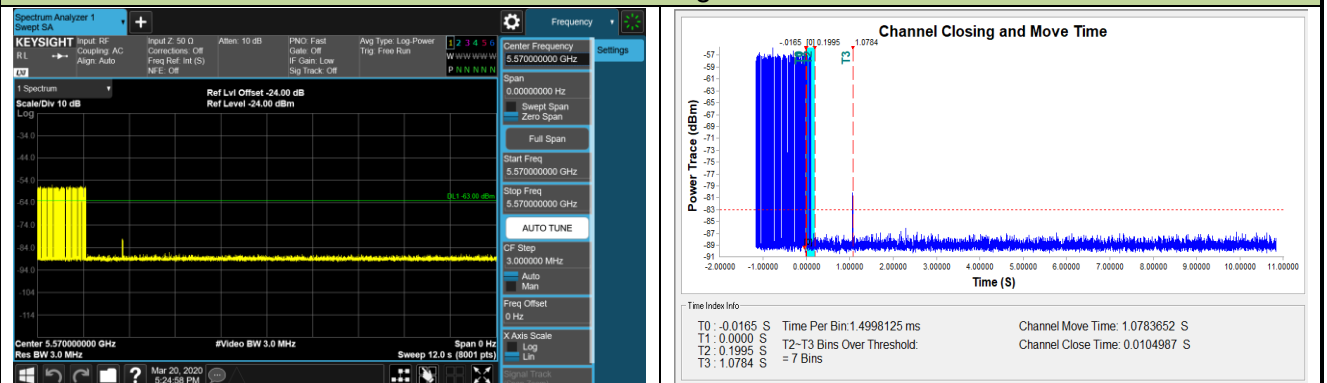 Spectrum Analyzer 1
Swept SA
+
Frequency
KEYSIGHT
R L
LXI
Input: RF
Coupling: AC
Align: Auto
Input Z: 50 Ω
Corrections: Off
Freq Ref: Int (S)
NFE: Off
Atten: 10 dB
PNO: Fast
Gate: Off
IF Gain: Low
Sig Track: Off
Avg Type: Log-Power
Trig: Free Run
1 2 3 4 5 6
W W W W W W
P N N N N N
Center Frequency
5.570000000 GHz
Settings
Span
0.00000000 Hz
Swept Span
Zero Span
Full Span
Start Freq
5.570000000 GHz
Stop Freq
5.570000000 GHz
AUTO TUNE
CF Step
3.000000 MHz
Auto
Man
Freq Offset
0 Hz
X Axis Scale
Log
Lin
Signal Track
1 Spectrum
Scale/Div 10 dB
Log
Ref Lvl Offset -24.00 dB
Ref Level -24.00 dBm
-34.0
-44.0
-54.0
-64.0
-74.0
-84.0
-94.0
-104
-114
DL1 -63.00 dBm
Center 5.570000000 GHz
Res BW 3.0 MHz
#Video BW 3.0 MHz
Span 0 Hz
Sweep 12.0 s (8001 pts)
?
Mar 20, 2020
5:24:58 PM
Channel Closing and Move Time
-.0165 [0] 0.1995 1.0784
T3
Power Trace (dBm)
-57
-59
-61
-63
-65
-67
-69
-71
-73
-75
-77
-79
-81
-83
-85
-87
-89
-91
-2.00000 -1.00000 0.00000 1.00000 2.00000 3.00000 4.00000 5.00000 6.00000 7.00000 8.00000 9.00000 10.00000 11.00000
Time (S)
Time Index Info
T0 : -0.0165 S
T1 : 0.0000 S
T2 : 0.1995 S
T3 : 1.0784 S
Time Per Bin:1.4998125 ms
T2~T3 Bins Over Threshold:
= 7 Bins
Channel Move Time: 1.0783652 S
Channel Close Time: 0.0104987 S